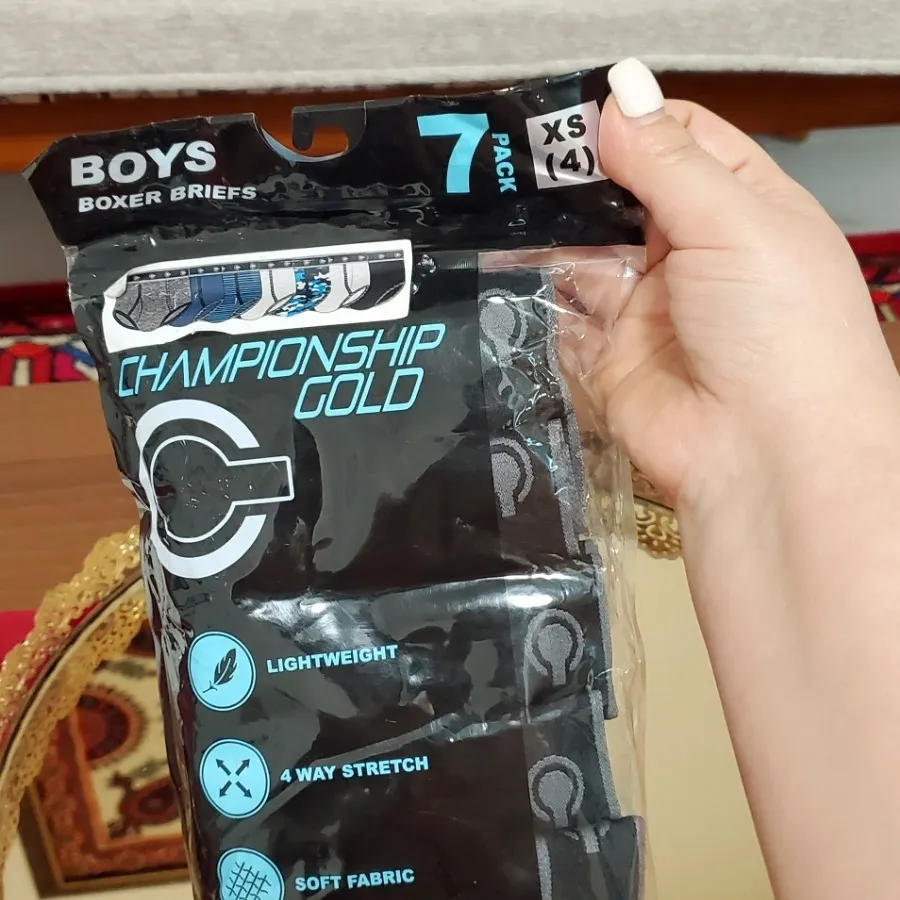 BOYS
BOXER BRIEFS
7
PACK
XS
(4)
CHAMPIONSHIP
GOLD
LIGHTWEIGHT
4 WAY STRETCH
SOFT FABRIC